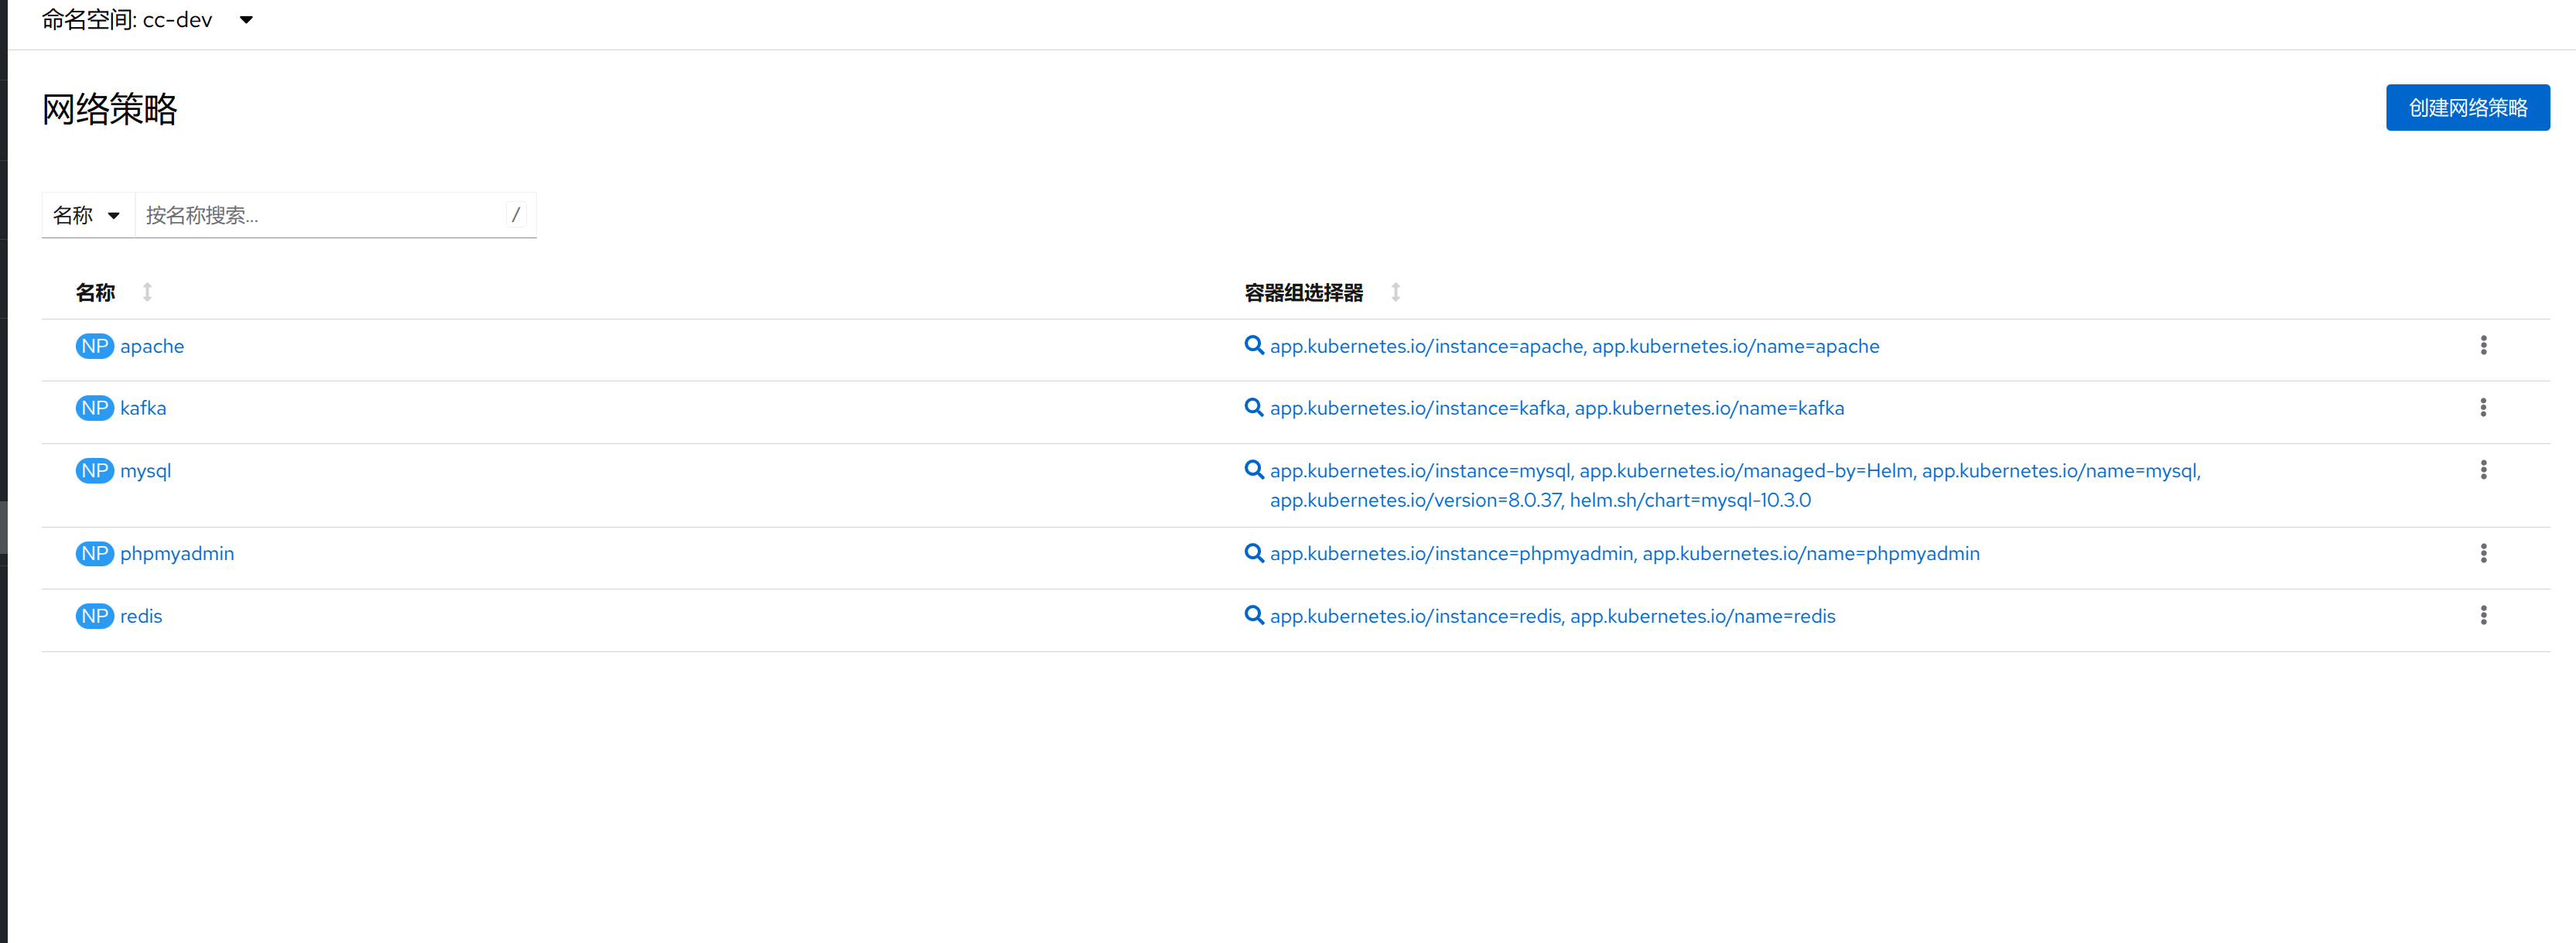 命名空间: cc-dev
网络策略
创建网络策略
名称 按名称搜索... /
名称 容器组选择器
NP apache app.kubernetes.io/instance=apache, app.kubernetes.io/name=apache
NP kafka app.kubernetes.io/instance=kafka, app.kubernetes.io/name=kafka
NP mysql app.kubernetes.io/instance=mysql, app.kubernetes.io/managed-by=Helm, app.kubernetes.io/name=mysql,
app.kubernetes.io/version=8.0.37, helm.sh/chart=mysql-10.3.0
NP phpmyadmin app.kubernetes.io/instance=phpmyadmin, app.kubernetes.io/name=phpmyadmin
NP redis app.kubernetes.io/instance=redis, app.kubernetes.io/name=redis